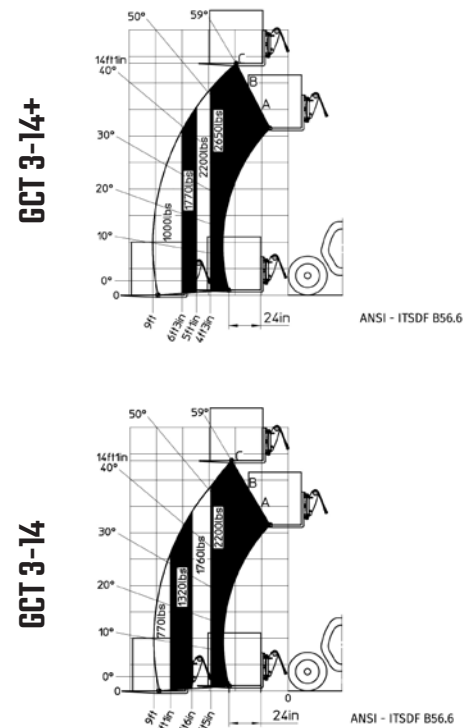 GCT 3-14+
50°
59°
C
14ft1in
40°
B
A
30°
2650lbs
2200lbs
1770lbs
20°
1000lbs
10°
0°
0
9ft
6ft3in
5ft1in
4ft3in
24in
ANSI - ITSDF B56.6
GCT 3-14
50°
59°
C
14ft1in
40°
B
A
30°
2200lbs
1760lbs
1320lbs
20°
770lbs
10°
0°
0
0
9ft
24in
ANSI - ITSDF B56.6